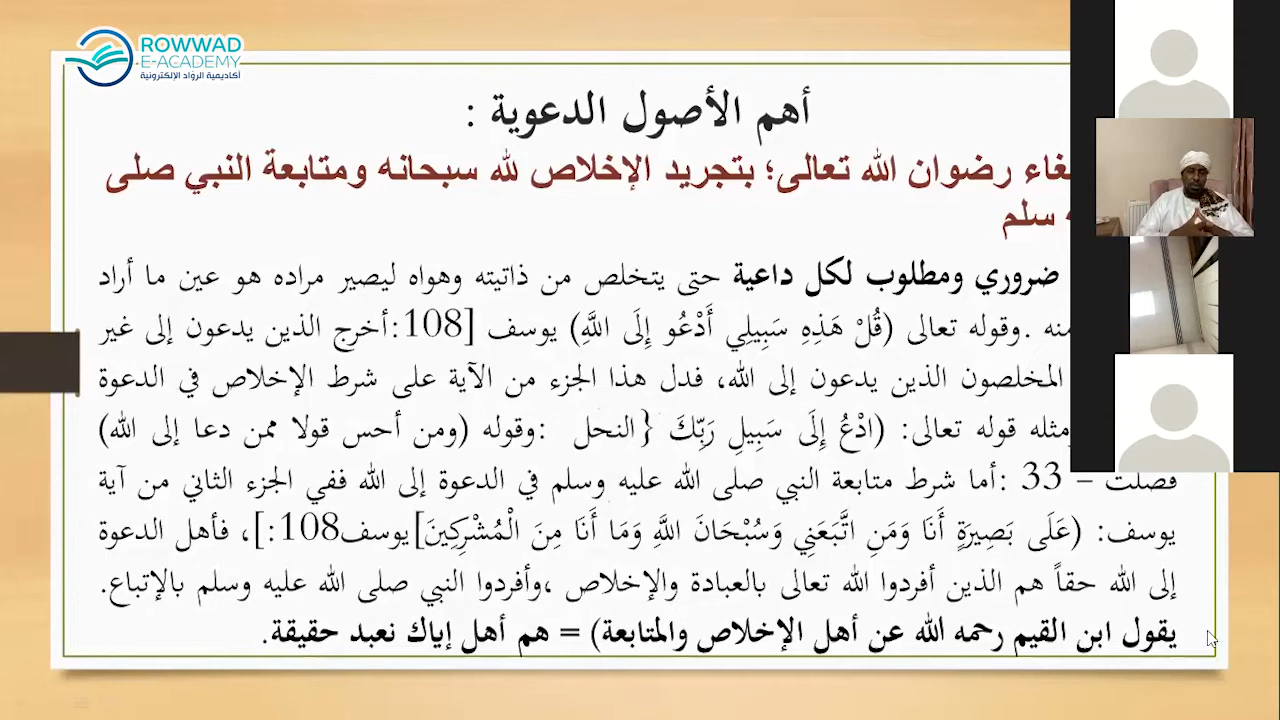 ROWWAD
E-ACADEMY
أكاديمية الرواد الإلكترونية
أهم الأصول الدعوية :
رضوان الله تعالى؛ بتجريد الإخلاص لله سبحانه ومتابعة النبي صلى
سلم
ضروري ومطلوب لكل داعية حتى يتخلص من ذاتيته وهواه ليصير مراده هو عين ما أراد
منه .وقوله تعالى (قُلْ هَذِهِ سَبِيلِي أَدْعُو إِلَى اللَّهِ) يوسف [108:أخرج الذين يدعون إلى غير
المخلصون الذين يدعون إلى الله، فدل هذا الجزء من الآية على شرط الإخلاص في الدعوة
ومثله قوله تعالى: (ادْعُ إِلَى سَبِيلِ رَبِّكَ { النحل :وقوله (ومن أحس قولا ممن دعا إلى الله)
فصلت – 33 :أما شرط متابعة النبي صلى الله عليه وسلم في الدعوة إلى الله ففي الجزء الثاني من آية
يوسف: (عَلَى بَصِيرَةٍ أَنَا وَمَنِ اتَّبَعَنِي وَسُبْحَانَ اللَّهِ وَمَا أَنَا مِنَ الْمُشْرِكِينَ]يوسف108:]، فأهل الدعوة
إلى الله حقاً هم الذين أفردوا الله تعالى بالعبادة والإخلاص ،وأفردوا النبي صلى الله عليه وسلم بالإتباع.
يقول ابن القيم رحمه الله عن أهل الإخلاص والمتابعة) = هم أهل إياك نعبد حقيقة.